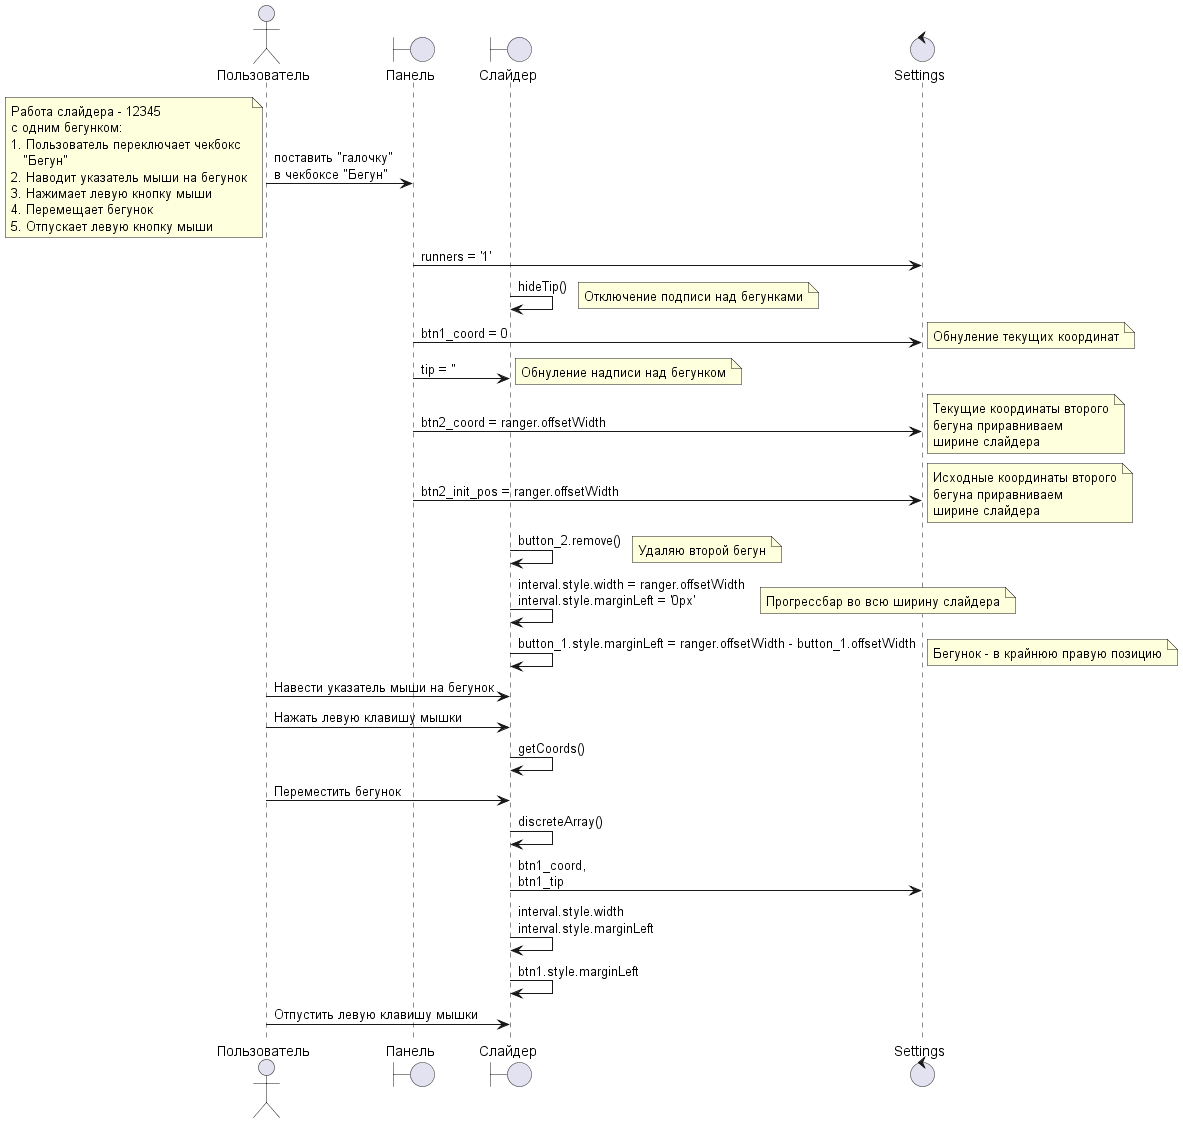 Пользователь
Панель
Слайдер
Settings
Работа слайдера - 12345
с одним бегунком:
1. Пользователь переключает чекбокс
"Бегун"
2. Наводит указатель мыши на бегунок
3. Нажимает левую кнопку мыши
4. Перемещает бегунок
5. Отпускает левую кнопку мыши
поставить "галочку"
в чекбоксе "Бегун"
runners = '1'
hideTip()
Отключение подписи над бегунками
btn1_coord = 0
Обнуление текущих координат
tip = ''
Обнуление надписи над бегунком
btn2_coord = ranger.offsetWidth
Текущие координаты второго
бегуна приравниваем
ширине слайдера
btn2_init_pos = ranger.offsetWidth
Исходные координаты второго
бегуна приравниваем
ширине слайдера
button_2.remove()
Удаляю второй бегун
interval.style.width = ranger.offsetWidth
interval.style.marginLeft = '0px'
Прогрессбар во всю ширину слайдера
button_1.style.marginLeft = ranger.offsetWidth - button_1.offsetWidth
Бегунок - в крайнюю правую позицию
Навести указатель мыши на бегунок
Нажать левую клавишу мышки
getCoords()
Переместить бегунок
discreteArray()
btn1_coord,
btn1_tip
interval.style.width
interval.style.marginLeft
btn1.style.marginLeft
Отпустить левую клавишу мышки
Пользователь
Панель
Слайдер
Settings